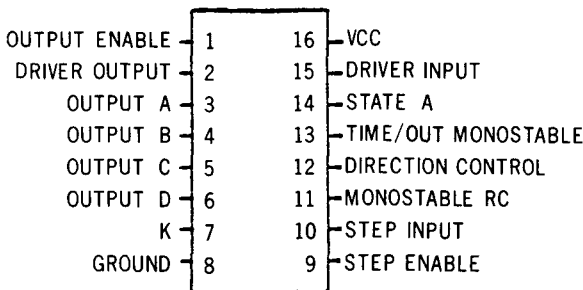 OUTPUT ENABLE 1 16 VCC
DRIVER OUTPUT 2 15 DRIVER INPUT
OUTPUT A 3 14 STATE A
OUTPUT B 4 13 TIME/OUT MONOSTABLE
OUTPUT C 5 12 DIRECTION CONTROL
OUTPUT D 6 11 MONOSTABLE RC
K 7 10 STEP INPUT
GROUND 8 9 STEP ENABLE